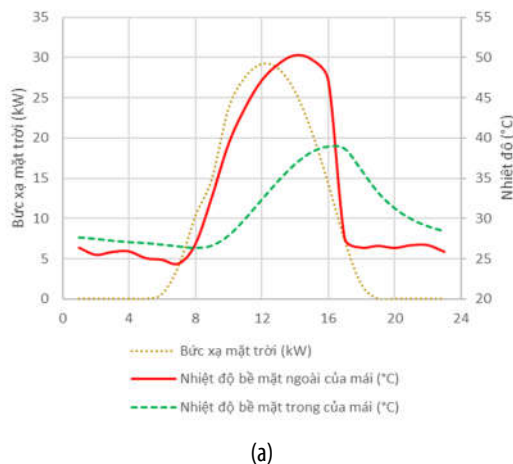 35
30
25
20
15
10
5
0
Bức xạ mặt trời (kW)
55
50
45
40
35
30
25
20
Nhiệt độ (°C)
0 4 8 12 16 20 24
Bức xạ mặt trời (kW)
Nhiệt độ bề mặt ngoài của mái (°C)
Nhiệt độ bề mặt trong của mái (°C)
(a)